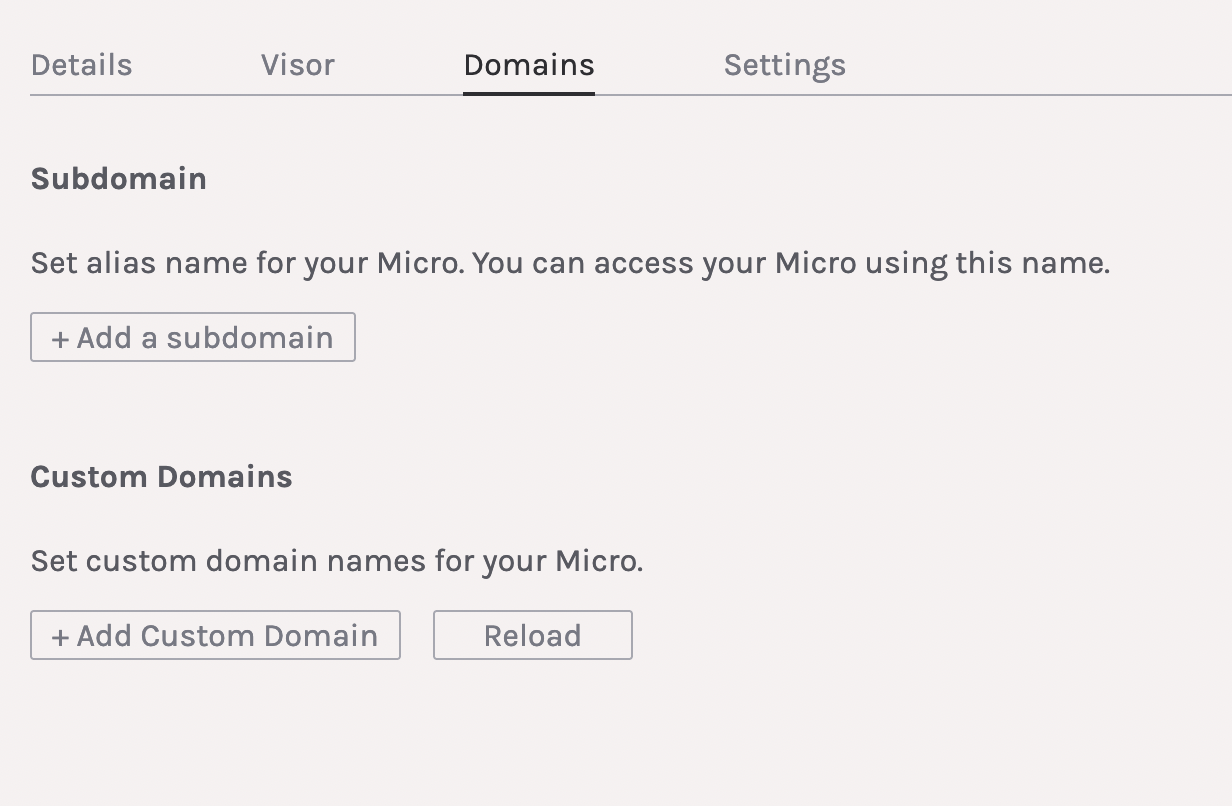 Details Visor Domains Settings
Subdomain
Set alias name for your Micro. You can access your Micro using this name.
+ Add a subdomain
Custom Domains
Set custom domain names for your Micro.
+ Add Custom Domain Reload